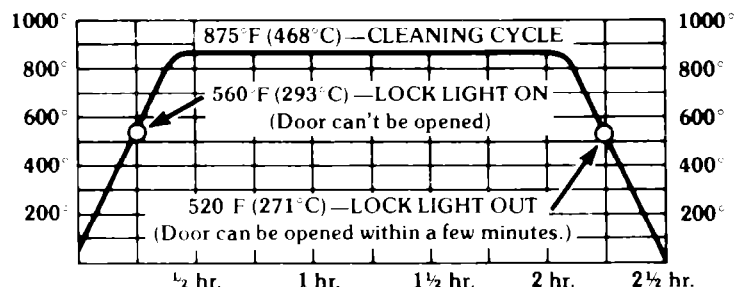 1000°
875°F (468°C)—CLEANING CYCLE
1000°
800°
800°
560°F (293°C)—LOCK LIGHT ON
600°
(Door can't be opened)
600°
400°
400°
200°
520 F (271°C)—LOCK LIGHT OUT
200°
(Door can be opened within a few minutes.)
½ hr.
1 hr.
1½ hr.
2 hr.
2½ hr.